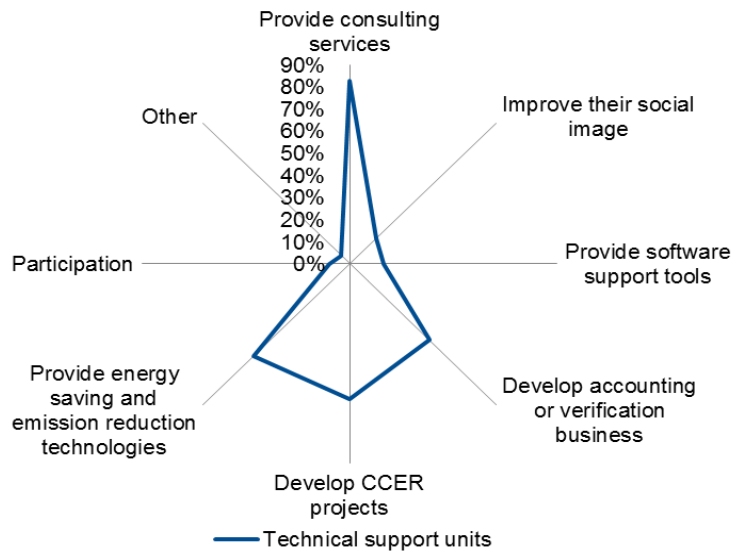 Provide consulting
services
90%
80%
70%
60%
50%
40%
30%
20%
10%
0%
Improve their social
image
Provide software
support tools
Develop accounting
or verification
business
Develop CCER
projects
Provide energy
saving and
emission reduction
technologies
Participation
Other
Technical support units